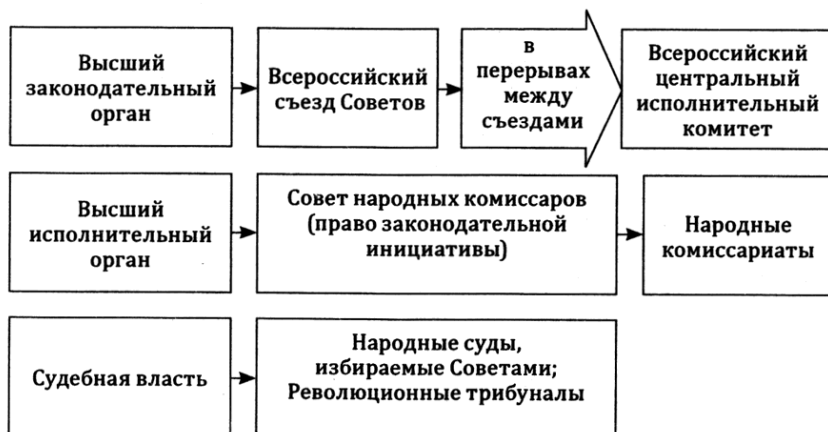 Высший
законодательный
орган
Всероссийский
съезд Советов
в
перерывах
между
съездами
Всероссийский
центральный
исполнительный
комитет
Высший
исполнительный
орган
Совет народных комиссаров
(право законодательной
инициативы)
Народные
комиссариаты
Судебная власть
Народные суды,
избираемые Советами;
Революционные трибуналы